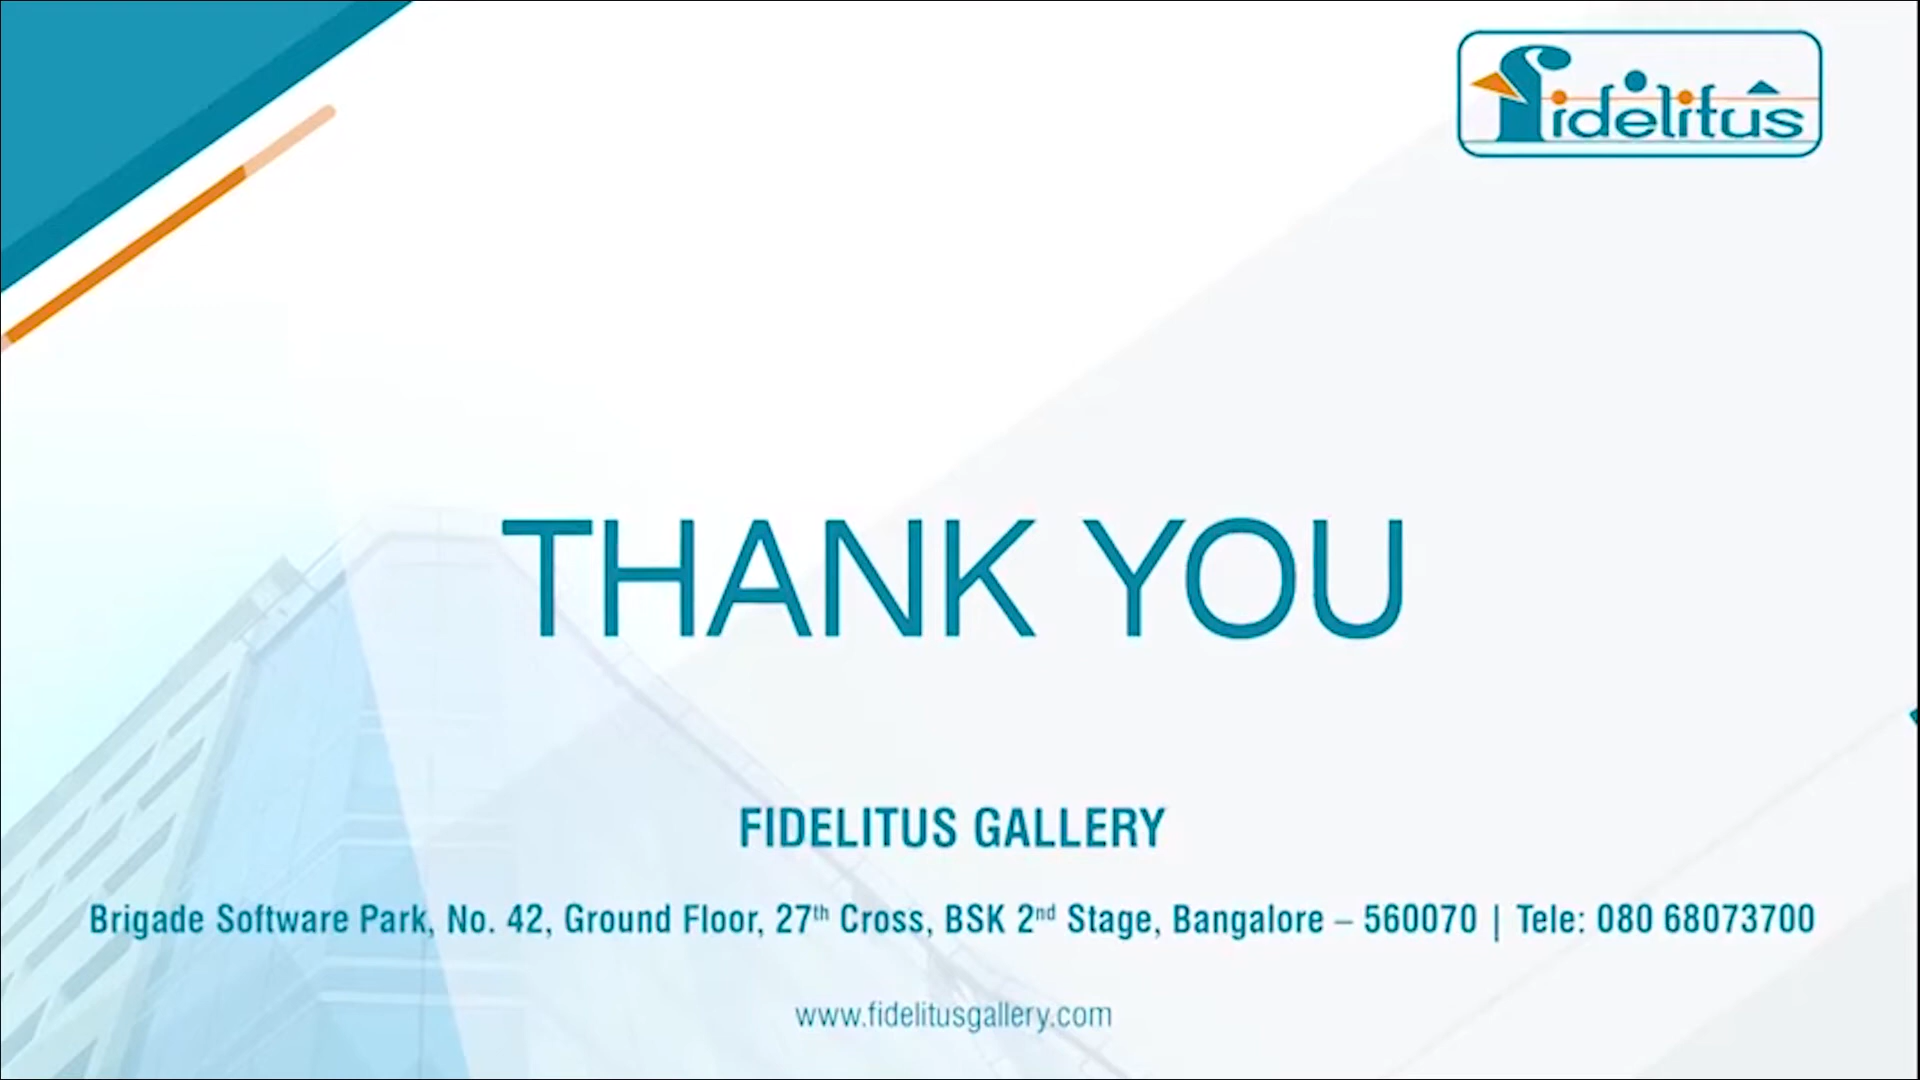 fidelitus
THANK YOU
FIDELITUS GALLERY
Brigade Software Park, No. 42, Ground Floor, 27th Cross, BSK 2nd Stage, Bangalore – 560070 | Tele: 080 68073700
www.fidelitusgallery.com